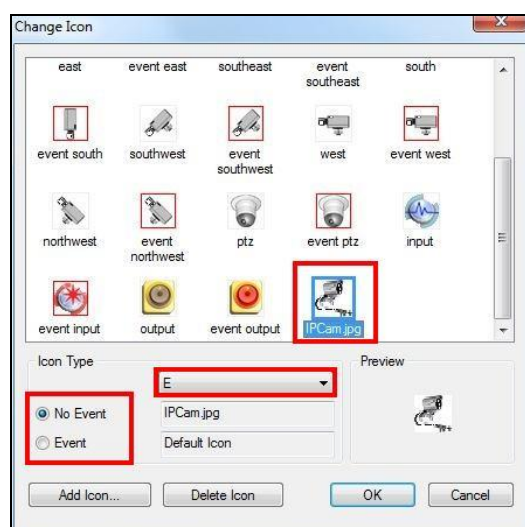 Change Icon
east event east southeast event southeast south
event south southwest event southwest west event west
northwest event northwest ptz event ptz input
event input output event output IPCam.jpg
Icon Type
Preview
E
No Event
IPCam.jpg
Event
Default Icon
Add Icon...
Delete Icon
OK
Cancel